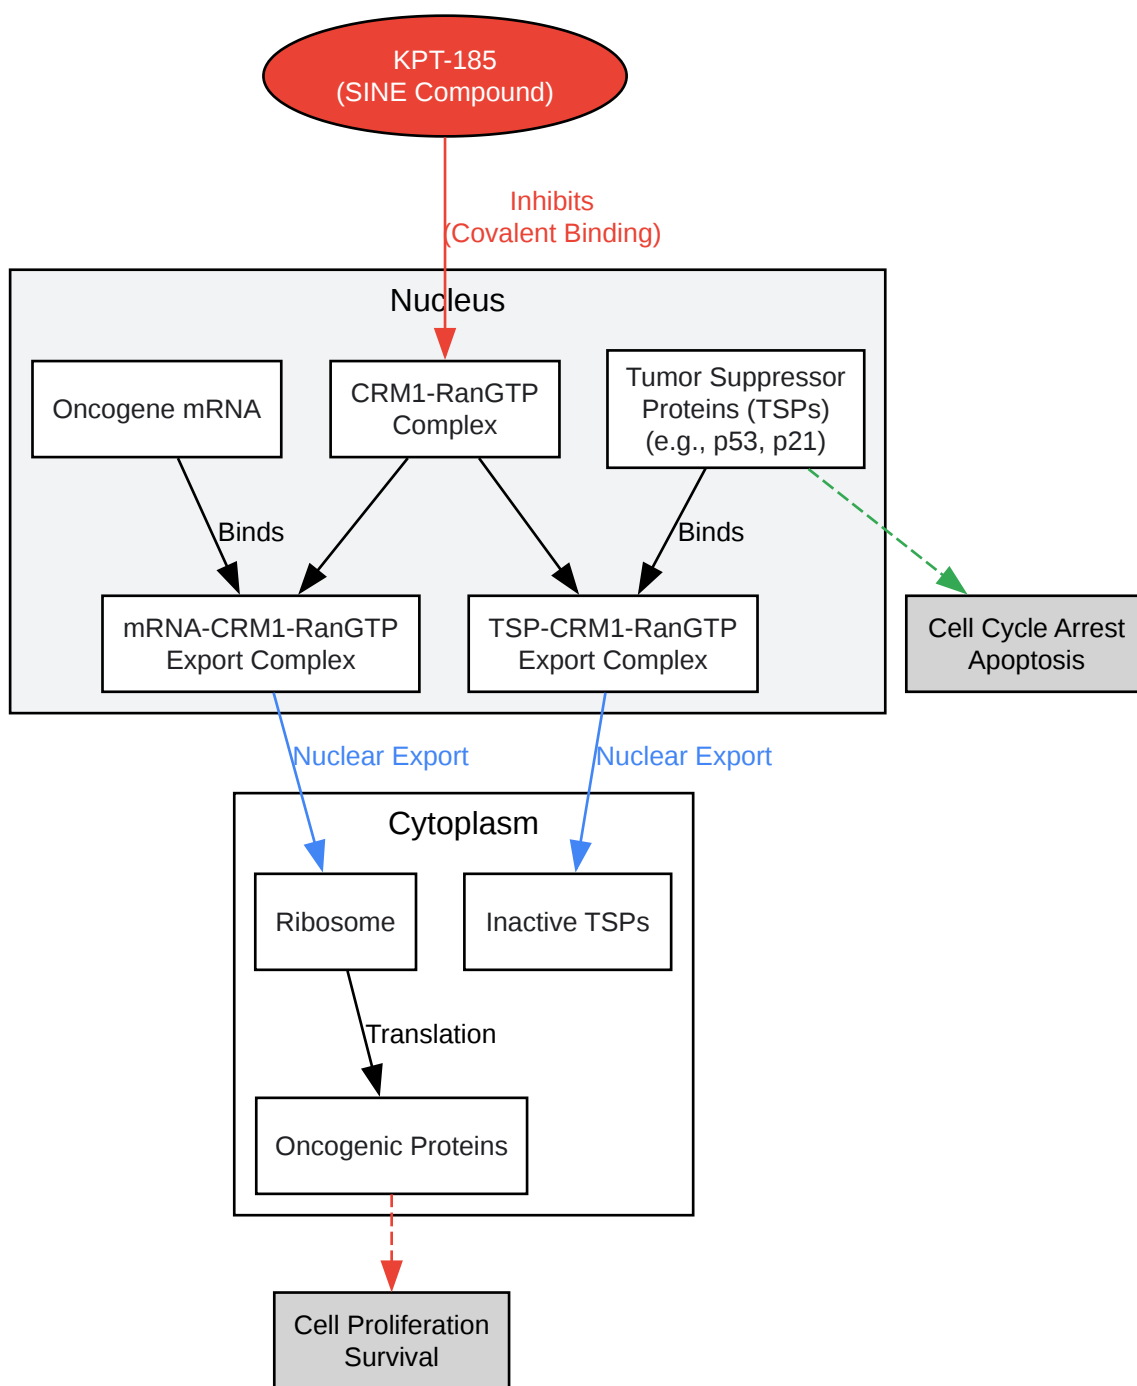 KPT-185
(SINE Compound)
Inhibits
(Covalent Binding)
Nucleus
Oncogene mRNA
CRM1-RanGTP
Complex
Tumor Suppressor
Proteins (TSPs)
(e.g., p53, p21)
Binds
Binds
mRNA-CRM1-RanGTP
Export Complex
TSP-CRM1-RanGTP
Export Complex
Cell Cycle Arrest
Apoptosis
Nuclear Export
Nuclear Export
Cytoplasm
Ribosome
Inactive TSPs
Translation
Oncogenic Proteins
Cell Proliferation
Survival